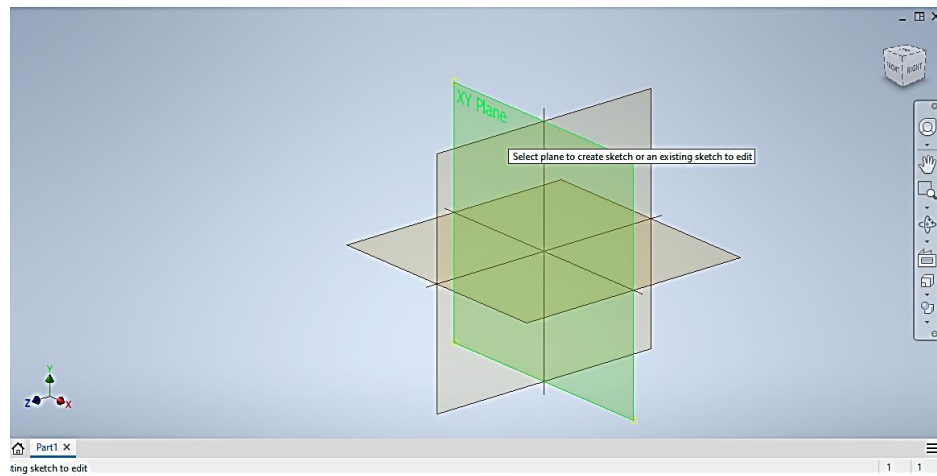 XY Plane
Select plane to create sketch or an existing sketch to edit
FRONT RIGHT
Y
Z X
Part1
ting sketch to edit
1 1